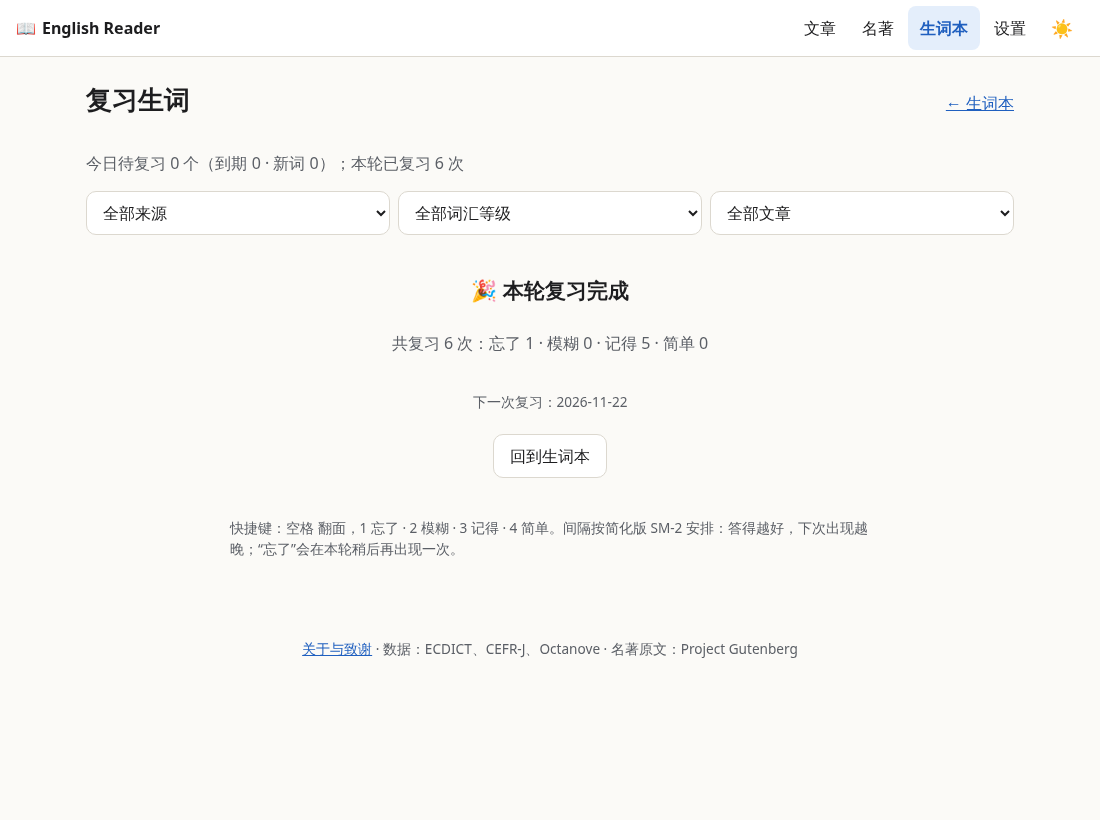 📖 English Reader
文章
名著
生词本
设置
☀️
复习生词
← 生词本
今日待复习 0 个（到期 0 · 新词 0）；本轮已复习 6 次
全部来源
全部词汇等级
全部文章
🎉 本轮复习完成
共复习 6 次：忘了 1 · 模糊 0 · 记得 5 · 简单 0
下一次复习：2026-11-22
回到生词本
快捷键：空格 翻面，1 忘了 · 2 模糊 · 3 记得 · 4 简单。间隔按简化版 SM-2 安排：答得越好，下次出现越
晚；“忘了”会在本轮稍后再出现一次。
关于与致谢 · 数据：ECDICT、CEFR-J、Octanove · 名著原文：Project Gutenberg